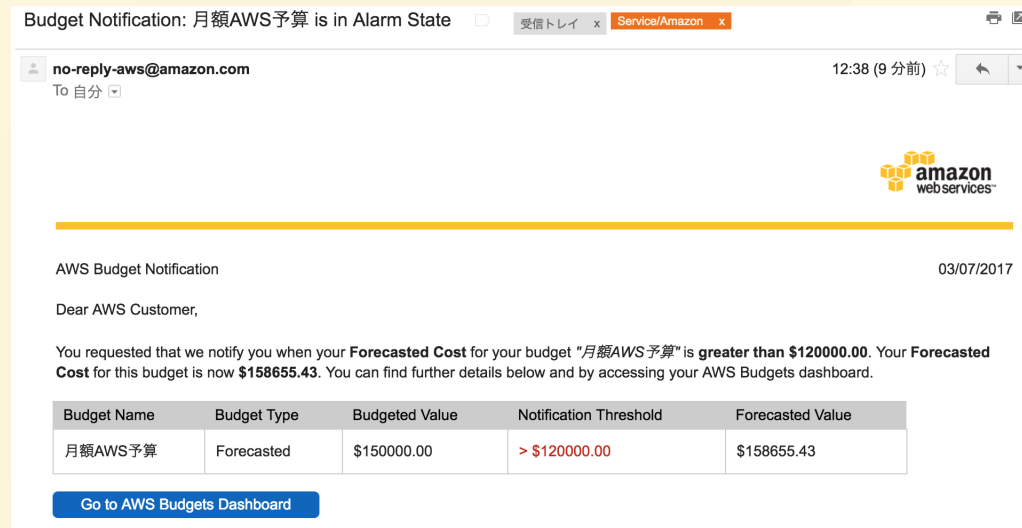 Budget Notification: 月額AWS予算 is in Alarm State 受信トレイ x Service/Amazon x
no-reply-aws@amazon.com 12:38 (9 分前)
To 自分
amazon
webservices™
AWS Budget Notification 03/07/2017
Dear AWS Customer,
You requested that we notify you when your Forecasted Cost for your budget "月額AWS予算" is greater than $120000.00. Your Forecasted
Cost for this budget is now $158655.43. You can find further details below and by accessing your AWS Budgets dashboard.
Budget Name Budget Type Budgeted Value Notification Threshold Forecasted Value
月額AWS予算 Forecasted $150000.00 > $120000.00 $158655.43
Go to AWS Budgets Dashboard